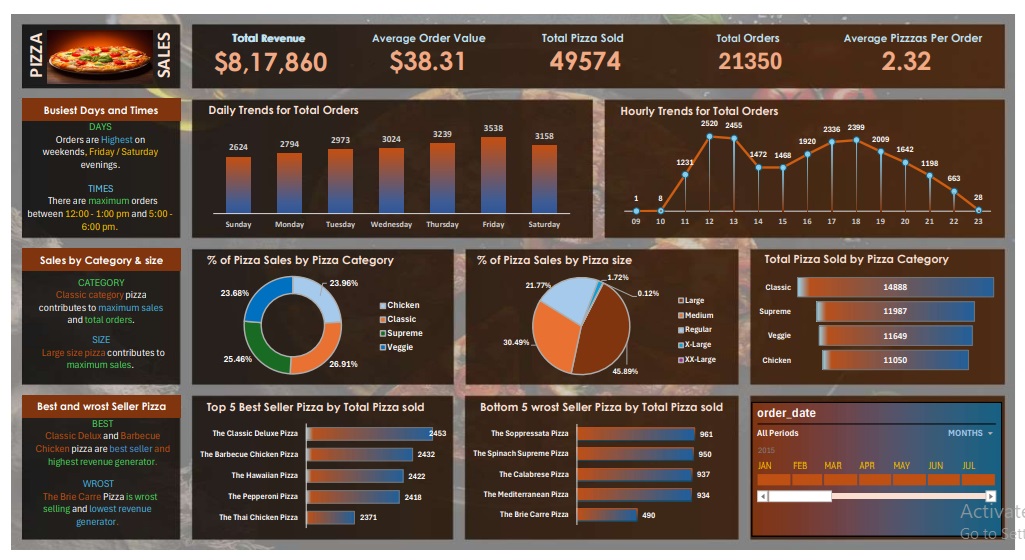 PIZZA
SALES
Total Revenue
$8,17,860
Average Order Value
$38.31
Total Pizza Sold
49574
Total Orders
21350
Average Pizzzas Per Order
2.32
Busiest Days and Times
DAYS
Orders are Highest on
weekends, Friday / Saturday
evenings.
TIMES
There are maximum orders
between 12:00 - 1:00 pm and 5:00 -
6:00 pm.
Daily Trends for Total Orders
2624
2794
2973
3024
3239
3538
3158
Sunday
Monday
Tuesday
Wednesday
Thursday
Friday
Saturday
Hourly Trends for Total Orders
1
8
1231
2520
2455
1472
1468
1920
2336
2399
2009
1642
1198
663
28
09
10
11
12
13
14
15
16
17
18
19
20
21
22
23
Sales by Category & size
CATEGORY
Classic category pizza
contributes to maximum sales
and total orders.
SIZE
Large size pizza contributes to
maximum sales.
% of Pizza Sales by Pizza Category
23.68%
23.96%
25.46%
26.91%
Chicken
Classic
Supreme
Veggie
% of Pizza Sales by Pizza size
21.77%
1.72%
0.12%
30.49%
45.89%
Large
Medium
Regular
X-Large
XX-Large
Total Pizza Sold by Pizza Category
Classic 14888
Supreme 11987
Veggie 11649
Chicken 11050
Best and wrost Seller Pizza
BEST
Classic Delux and Barbecue
Chicken pizza are best seller and
highest revenue generator.
WROST
The Brie Carre Pizza is wrost
selling and lowest revenue
generator.
Top 5 Best Seller Pizza by Total Pizza sold
The Classic Deluxe Pizza 2453
The Barbecue Chicken Pizza 2432
The Hawaiian Pizza 2422
The Pepperoni Pizza 2418
The Thai Chicken Pizza 2371
Bottom 5 wrost Seller Pizza by Total Pizza sold
The Soppressata Pizza 961
The Spinach Supreme Pizza 950
The Calabrese Pizza 937
The Mediterranean Pizza 934
The Brie Carre Pizza 490
order_date
All Periods MONTHS
2015
JAN FEB MAR APR MAY JUN JUL
Activate
Go to Sett